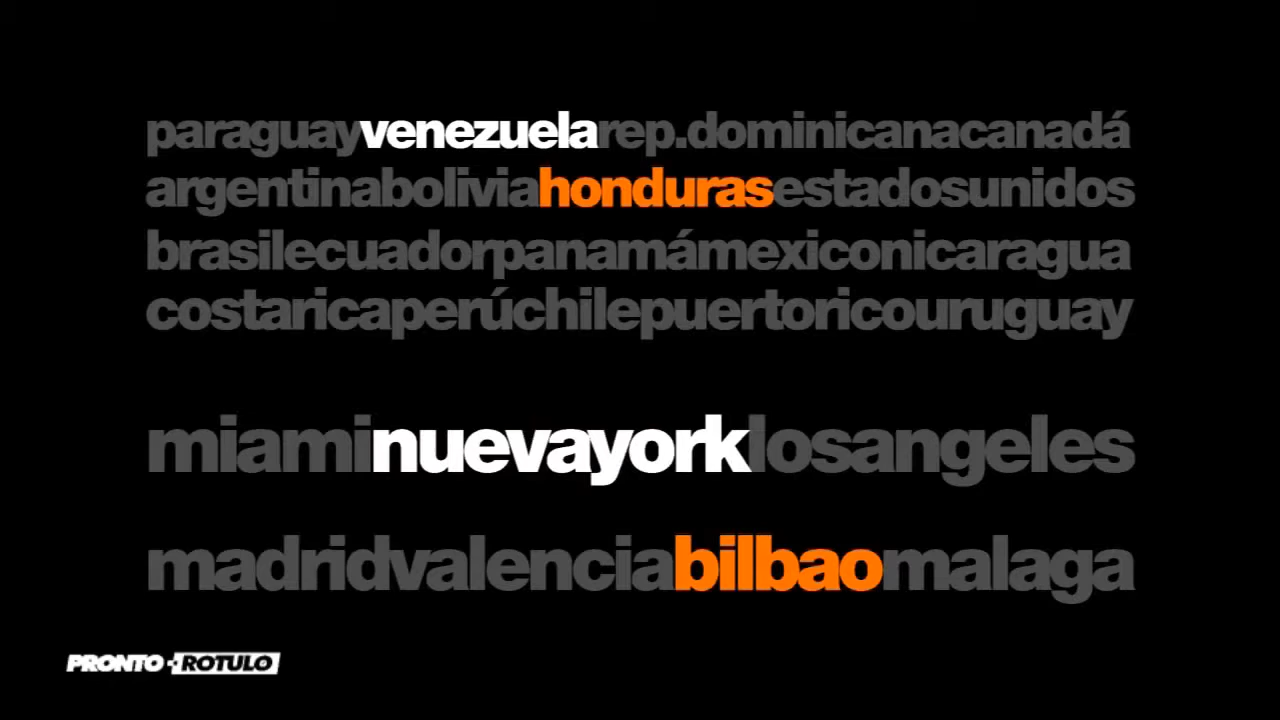 paraguayvenezuelarep.dominicanacanadá
argentinaboliviahondurasestadosunidos
brasilecuadorpanamámexiconicaragua
costaricaperúchilepuertoricouruguay
miaminuevayorklosangeles
madridvalenciabilbaomalaga
PRONTO ROTULO